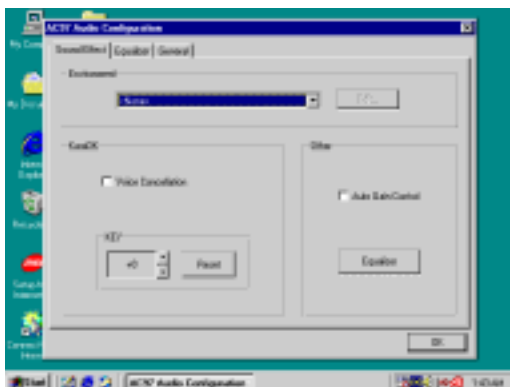 AC97 Audio Configuration
Sound Effect
Equalizer
General
Environment
<None>
Edit...
KaraOK
Voice Cancellation
KEY
+0
Reset
Other
Auto Gain Control
Equalizer
OK
Start
AC97 Audio Configuration